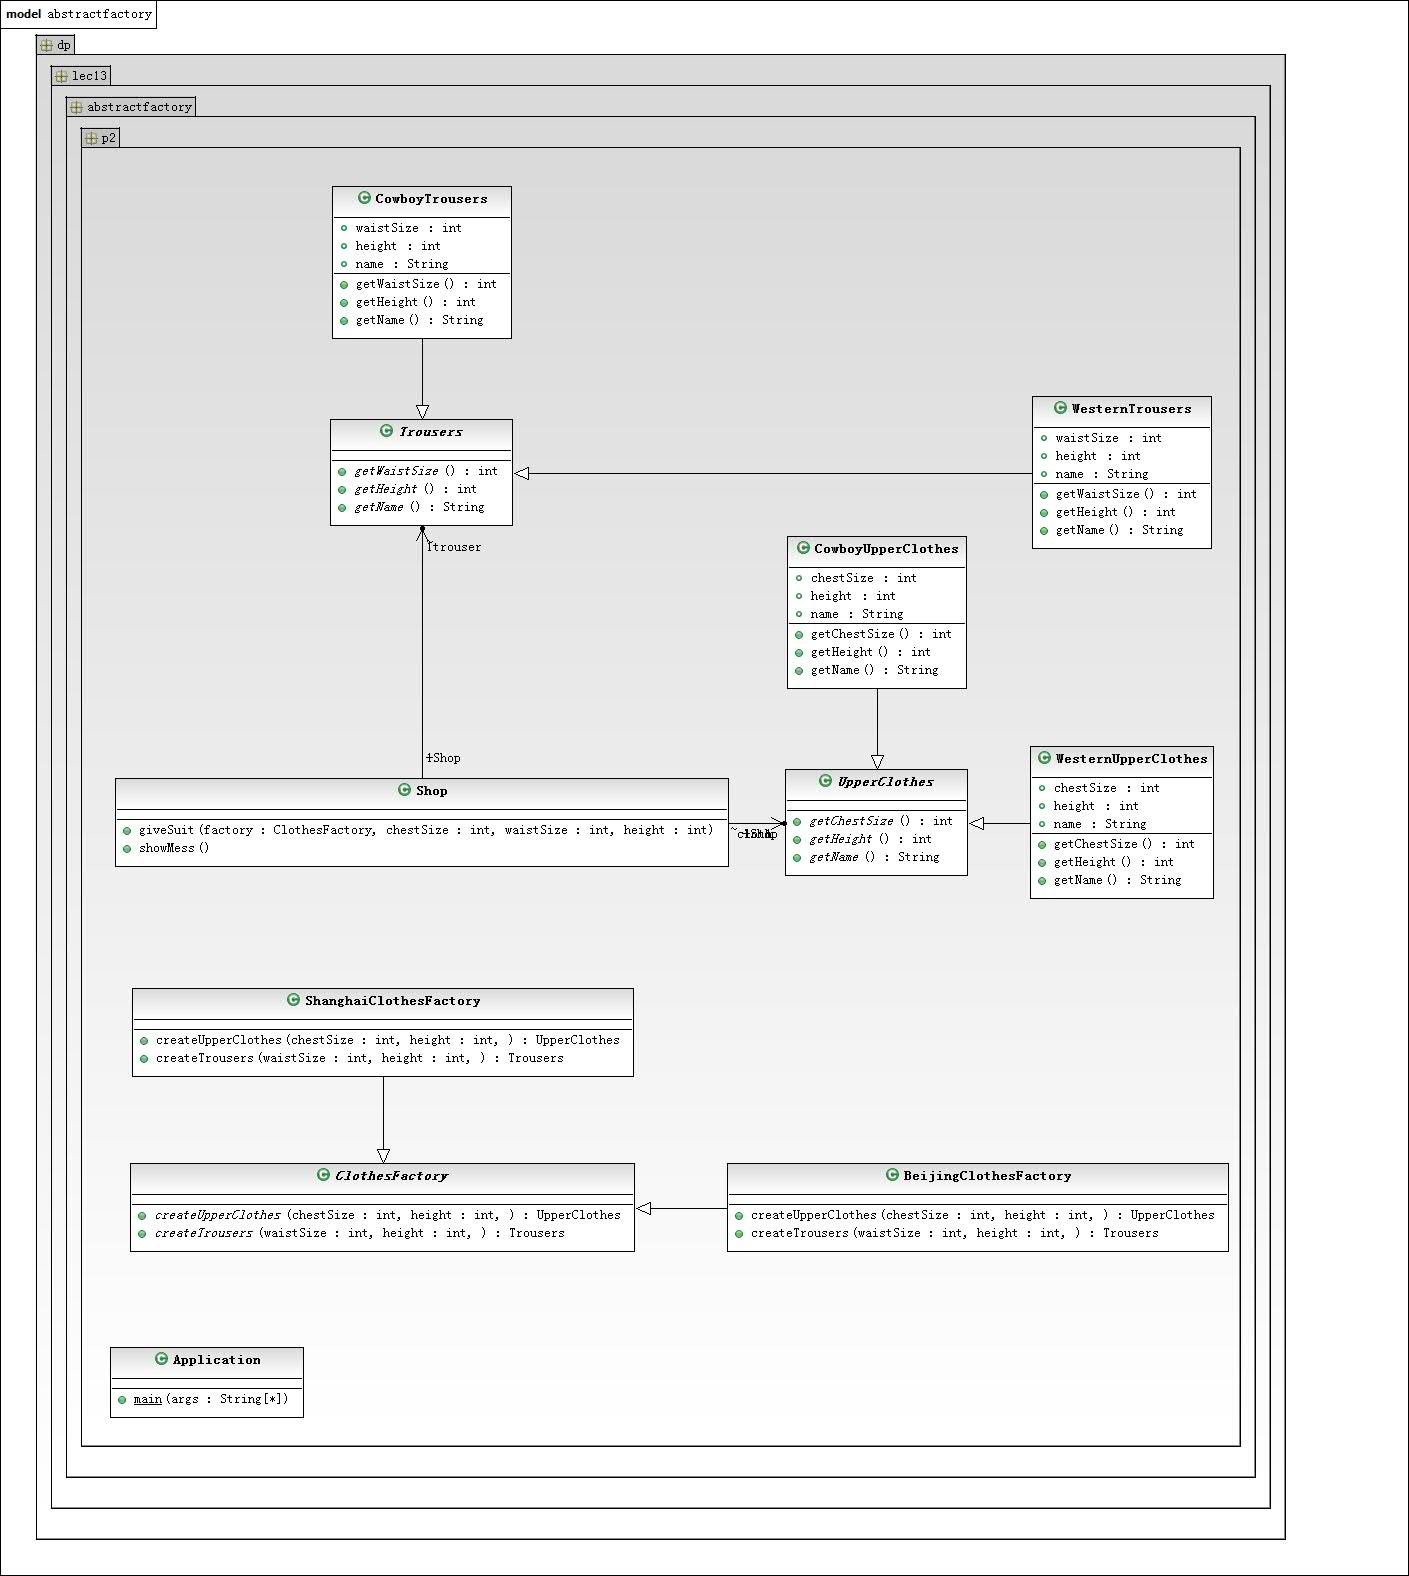 model abstractfactory
dp
lec13
abstractfactory
p2
CowboyTrousers
waistSize : int
height : int
name : String
getWaistSize() : int
getHeight() : int
getName() : String
Trousers
getWaistSize() : int
getHeight() : int
getName() : String
WesternTrousers
waistSize : int
height : int
name : String
getWaistSize() : int
getHeight() : int
getName() : String
trouser
CowboyUpperClothes
chestSize : int
height : int
name : String
getChestSize() : int
getHeight() : int
getName() : String
Shop
Shop
giveSuit(factory : ClothesFactory, chestSize : int, waistSize : int, height : int)
showMess()
UpperClothes
getChestSize() : int
getHeight() : int
getName() : String
WesternUpperClothes
chestSize : int
height : int
name : String
getChestSize() : int
getHeight() : int
getName() : String
ShanghaiClothesFactory
createUpperClothes(chestSize : int, height : int, ) : UpperClothes
createTrousers(waistSize : int, height : int, ) : Trousers
ClothesFactory
createUpperClothes(chestSize : int, height : int, ) : UpperClothes
createTrousers(waistSize : int, height : int, ) : Trousers
BeijingClothesFactory
createUpperClothes(chestSize : int, height : int, ) : UpperClothes
createTrousers(waistSize : int, height : int, ) : Trousers
Application
main(args : String[*])